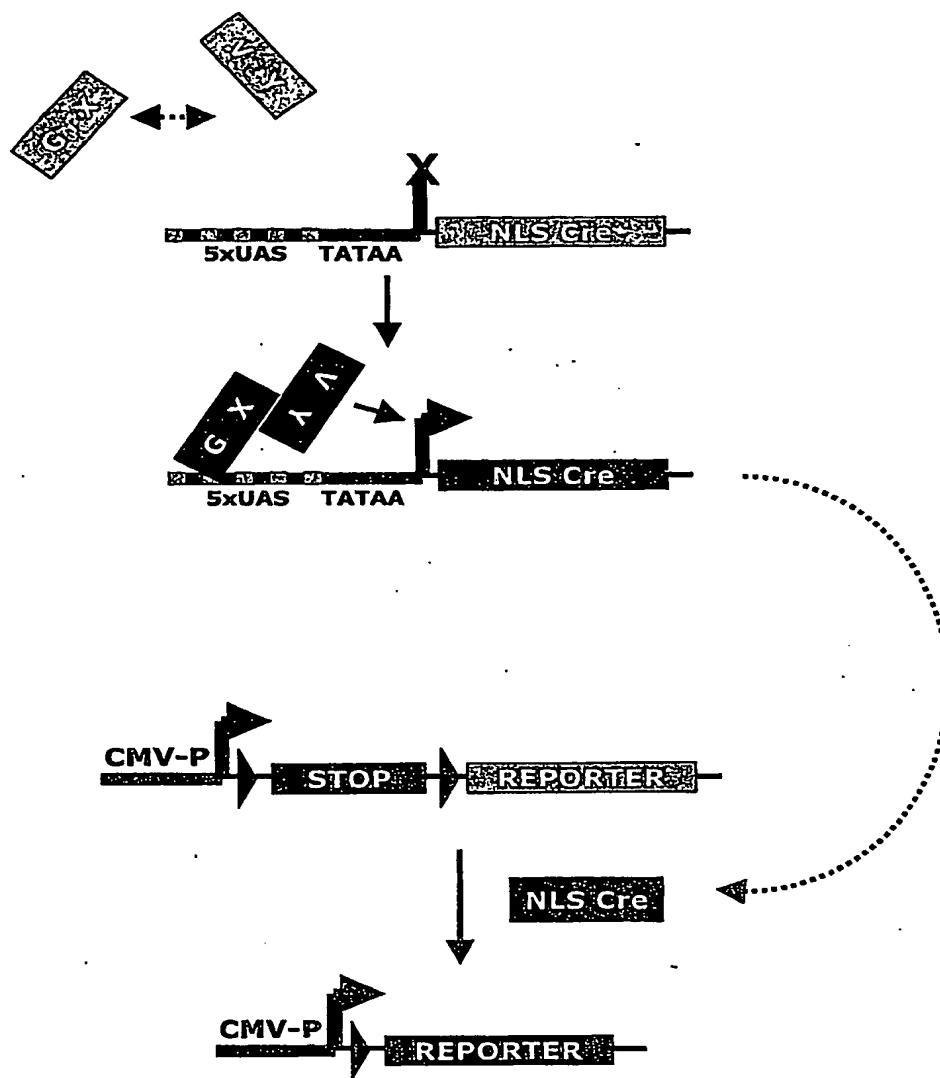 V-Y
G-X
X
NLS Cre
5xUAS TATAA
G X
Y V
NLS Cre
5xUAS TATAA
CMV-P
STOP REPORTER
NLS Cre
CMV-P
REPORTER